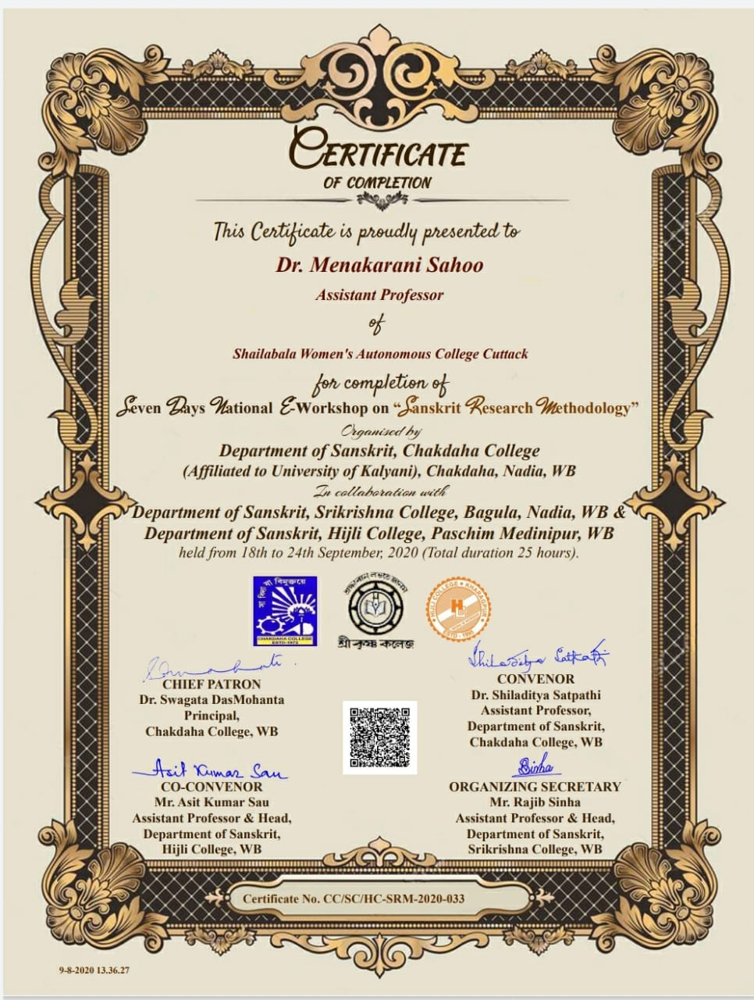 CERTIFICATE
OF COMPLETION
This Certificate is proudly presented to
Dr. Menakarani Sahoo
Assistant Professor
of
Shailabala Women's Autonomous College Cuttack
for completion of
Seven Days National E-Workshop on “Sanskrit Research Methodology”
Organised by
Department of Sanskrit, Chakdaha College
(Affiliated to University of Kalyani), Chakdaha, Nadia, WB
In collaboration with
Department of Sanskrit, Srikrishna College, Bagula, Nadia, WB &
Department of Sanskrit, Hijli College, Paschim Medinipur, WB
held from 18th to 24th September, 2020 (Total duration 25 hours).
সা বিদ্যা যা বিমুক্তয়ে
CHAKDAHA COLLEGE
ESTD-1972
শ্রদ্ধাবান লভতে জ্ঞানম
শ্রী কৃষ্ণ কলেজ
HIJLI COLLEGE • KHARAGPUR
ESTD - 1995
CHIEF PATRON
Dr. Swagata DasMohanta
Principal,
Chakdaha College, WB
Shiladitya Satpathi
CONVENOR
Dr. Shiladitya Satpathi
Assistant Professor,
Department of Sanskrit,
Chakdaha College, WB
Asit Kumar Sau
CO-CONVENOR
Mr. Asit Kumar Sau
Assistant Professor & Head,
Department of Sanskrit,
Hijli College, WB
RSinha
ORGANIZING SECRETARY
Mr. Rajib Sinha
Assistant Professor & Head,
Department of Sanskrit,
Srikrishna College, WB
Certificate No. CC/SC/HC-SRM-2020-033
9-8-2020 13.36.27